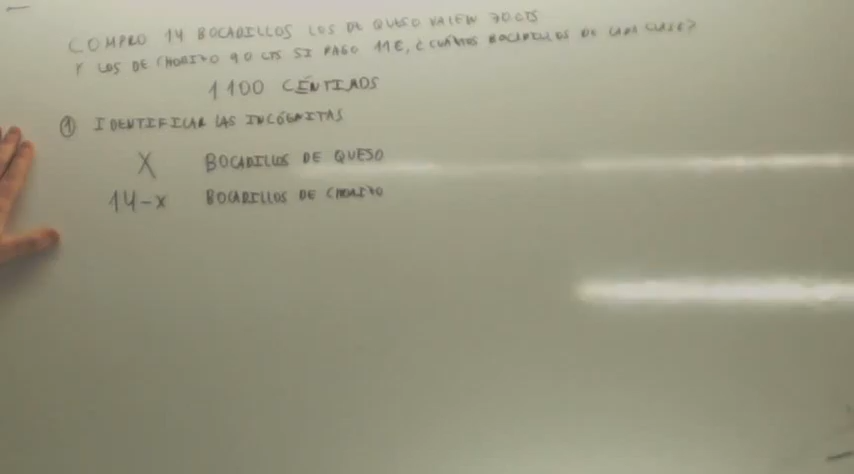 COMPRO 14 BOCADILLOS LOS DE QUESO VALEN 70 CTS
Y LOS DE CHORIZO 90 CTS SI PAGO 11€, ¿CUÁNTOS BOCADILLOS DE CADA CLASE?
1100 CÉNTIMOS
① IDENTIFICAR LAS INCÓGNITAS
X BOCADILLOS DE QUESO
14-x BOCADILLOS DE CHORIZO